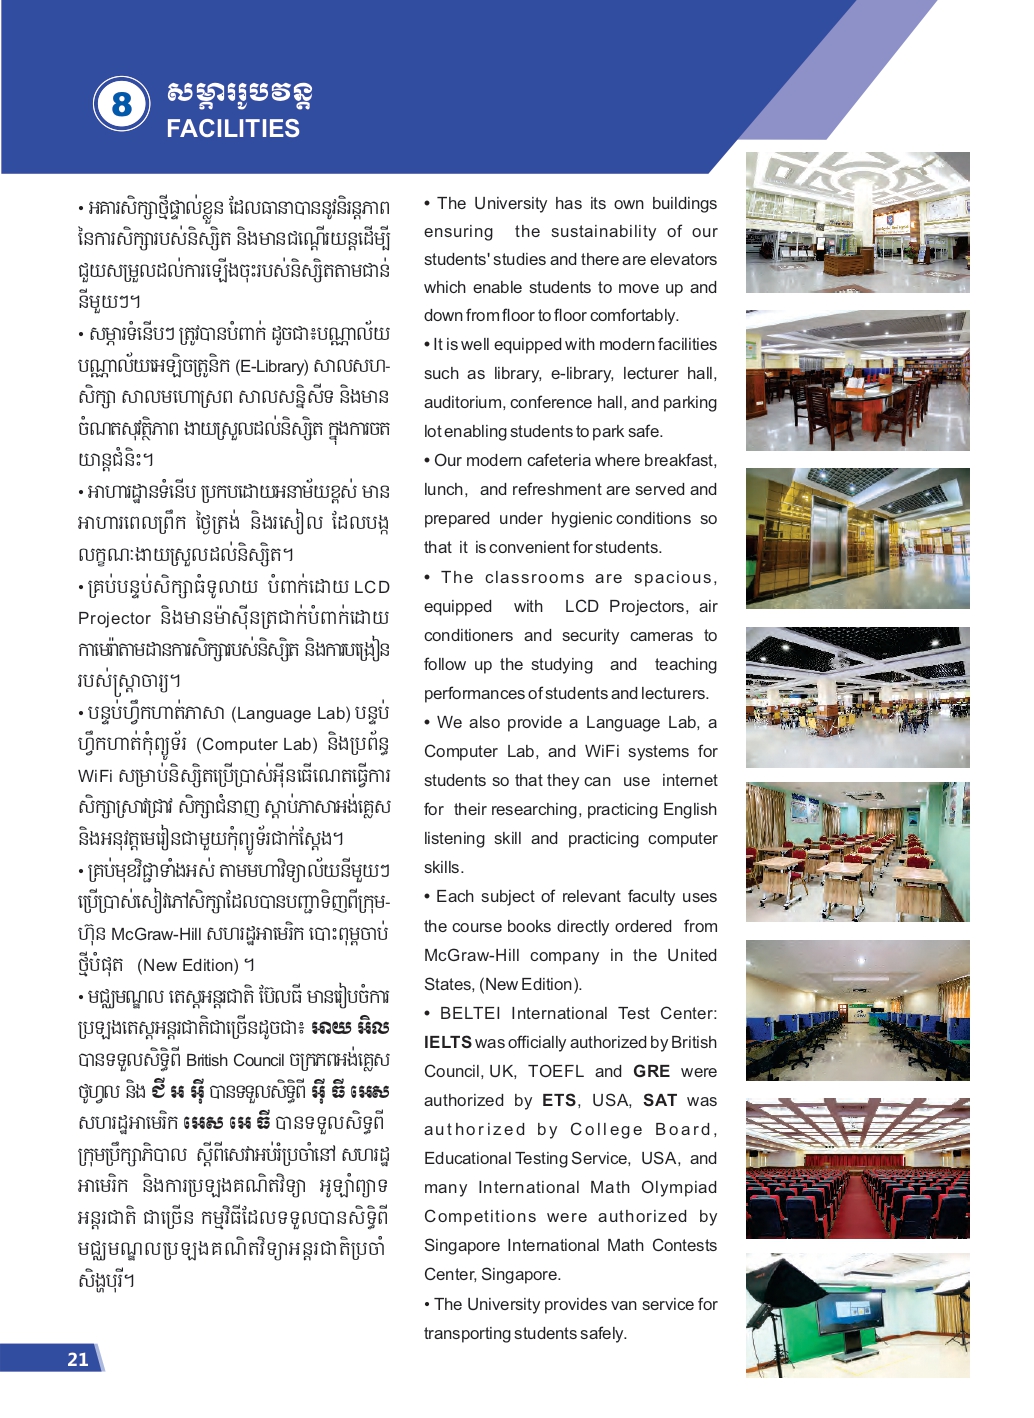 8
សម្ភាររូបវន្ត
FACILITIES
• អគារសិក្សាថ្មីផ្ទាល់ខ្លួន ដែលធានាបាននូវនិរន្តភាព
នៃការសិក្សារបស់និស្សិត និងមានជណ្តើរយន្តដើម្បី
ជួយសម្រួលដល់ការឡើងចុះរបស់និស្សិតតាមជាន់
នីមួយៗ។
• សម្ភារទំនើបៗ ត្រូវបានបំពាក់ ដូចជា៖បណ្ណាល័យ
បណ្ណាល័យអេឡិចត្រូនិក (E-Library) សាលសហ-
សិក្សា សាលមហោស្រព សាលសន្និសីទ និងមាន
ចំណតសុវត្ថិភាព ងាយស្រួលដល់និស្សិត ក្នុងការចត
យាន្តជំនិះ។
• អាហារដ្ឋានទំនើប ប្រកបដោយអនាម័យខ្ពស់ មាន
អាហារពេលព្រឹក ថ្ងៃត្រង់ និងរសៀល ដែលបង្ក
លក្ខណៈងាយស្រួលដល់និស្សិត។
• គ្រប់បន្ទប់សិក្សាធំទូលាយ បំពាក់ដោយ LCD
Projector និងមានម៉ាស៊ីនត្រជាក់បំពាក់ដោយ
កាមេរ៉ាតាមដានការសិក្សារបស់និស្សិត និងការបង្រៀន
របស់ស្ត្រាចារ្យ។
• បន្ទប់ហ្វឹកហាត់ភាសា (Language Lab) បន្ទប់
ហ្វឹកហាត់កុំព្យូទ័រ (Computer Lab) និងប្រព័ន្ធ
WiFi សម្រាប់និស្សិតប្រើប្រាស់អ៊ីនធើណេតធ្វើការ
សិក្សាស្រាវជ្រាវ សិក្សាជំនាញ ស្តាប់ភាសាអង់គ្លេស
និងអនុវត្តមេរៀនជាមួយកុំព្យូទ័រជាក់ស្តែង។
• គ្រប់មុខវិជ្ជាទាំងអស់ តាមមហាវិទ្យាល័យនីមួយៗ
ប្រើប្រាស់សៀវភៅសិក្សាដែលបានបញ្ជាទិញពីក្រុម-
ហ៊ុន McGraw-Hill សហរដ្ឋអាមេរិក បោះពុម្ពចាប់
ថ្មីបំផុត (New Edition) ។
• មជ្ឈមណ្ឌល តេស្តអន្តរជាតិ ប៊ែលធី មានរៀបចំការ
ប្រឡងតេស្តអន្តរជាតិជាច្រើនដូចជា៖ អាយ អិល
បានទទួលសិទ្ធិពី British Council ចក្រភពអង់គ្លេស
ថូហ្វល និង ជី អ អ៊ី បានទទួលសិទ្ធិពី អ៊ី ធី អេស
សហរដ្ឋអាមេរិក អេស អេ ធី បានទទួលសិទ្ធពី
ក្រុមប្រឹក្សាភិបាល ស្តីពីសេវាអប់រំប្រចាំនៅ សហរដ្ឋ
អាមេរិក និងការប្រឡងគណិតវិទ្យា អូឡាំព្យាទ
អន្តរជាតិ ជាច្រើន កម្មវិធីដែលទទួលបានសិទ្ធិពី
មជ្ឈមណ្ឌលប្រឡងគណិតវិទ្យាអន្តរជាតិប្រចាំ
សិង្ហបុរី។
• The University has its own buildings
ensuring the sustainability of our
students' studies and there are elevators
which enable students to move up and
down from floor to floor comfortably.
• It is well equipped with modern facilities
such as library, e-library, lecturer hall,
auditorium, conference hall, and parking
lot enabling students to park safe.
• Our modern cafeteria where breakfast,
lunch, and refreshment are served and
prepared under hygienic conditions so
that it is convenient for students.
• The classrooms are spacious,
equipped with LCD Projectors, air
conditioners and security cameras to
follow up the studying and teaching
performances of students and lecturers.
• We also provide a Language Lab, a
Computer Lab, and WiFi systems for
students so that they can use internet
for their researching, practicing English
listening skill and practicing computer
skills.
• Each subject of relevant faculty uses
the course books directly ordered from
McGraw-Hill company in the United
States, (New Edition).
• BELTEI International Test Center:
IELTS was officially authorized by British
Council, UK, TOEFL and GRE were
authorized by ETS, USA, SAT was
authorized by College Board,
Educational Testing Service, USA, and
many International Math Olympiad
Competitions were authorized by
Singapore International Math Contests
Center, Singapore.
• The University provides van service for
transporting students safely.
21